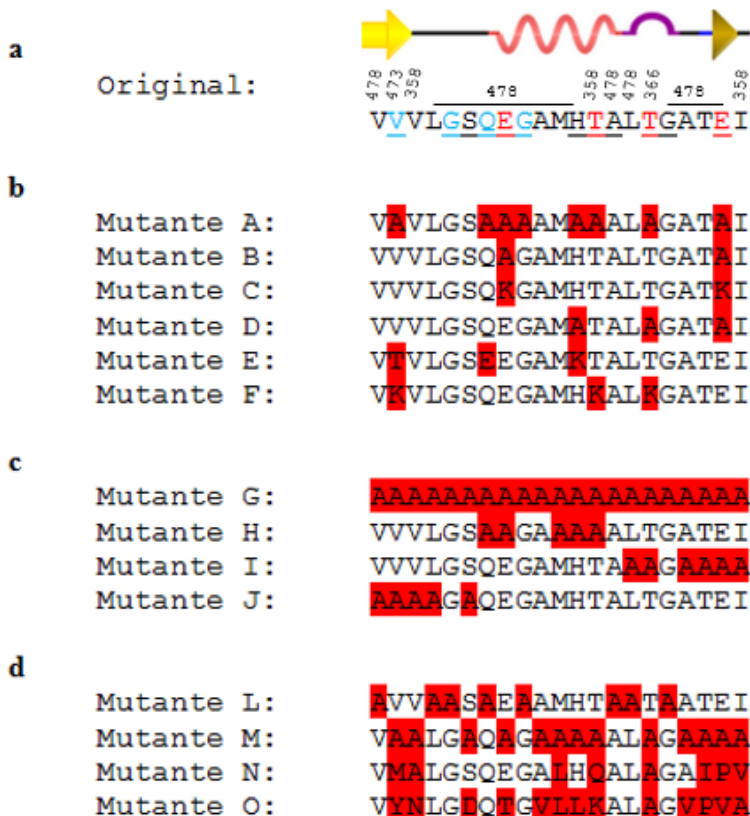 a
478 473 358 478 358 478 478 366 478 358
Original: VVVLGSQEGAMHTALTGATEI
b
Mutante A: VAVLGSAAAAMAAALAGATAI
Mutante B: VVVLGSQAGAMHTALTGATAI
Mutante C: VVVLGSQKGAMHTALTGATKI
Mutante D: VVVLGSQEGAMATALAGATAI
Mutante E: VTVLGSEEGAMKTALTGATEI
Mutante F: VKVLGSQEGAMHKALKGATEI
c
Mutante G: AAAAAAAAAAAAAAAAAAAAA
Mutante H: VVVLGSAAGAAAAALTGATEI
Mutante I: VVVLGSQEGAMHTAAAGAAAA
Mutante J: AAAAGAQEGAMHTALTGATEI
d
Mutante L: AVVAASAEAAMHTAATAATEI
Mutante M: VAALGAQAGAAAAALAGAAAA
Mutante N: VMALGSQEGALHQALAGAIPV
Mutante O: VYNLGDQTGVLLKALAGVPVA